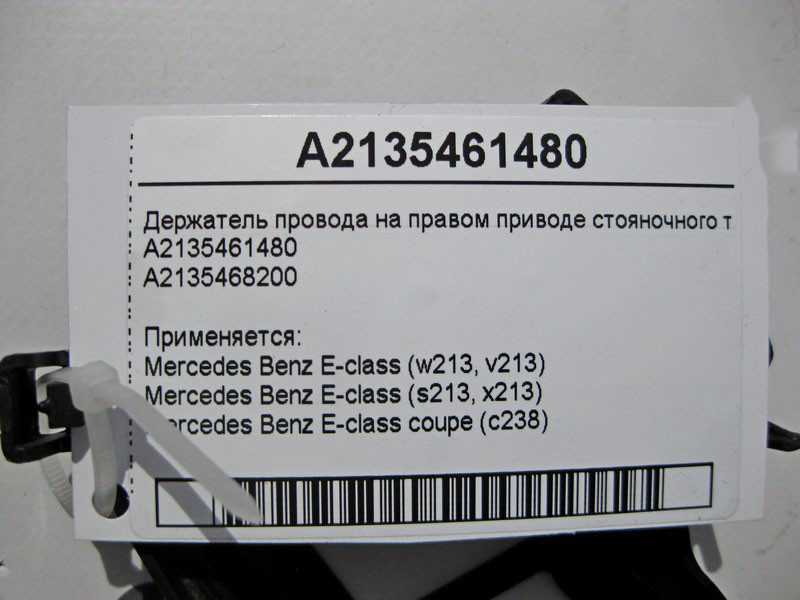 A2135461480
Держатель провода на правом приводе стояночного т
A2135461480
A2135468200
Применяется:
Mercedes Benz E-class (w213, v213)
Mercedes Benz E-class (s213, x213)
Mercedes Benz E-class coupe (c238)